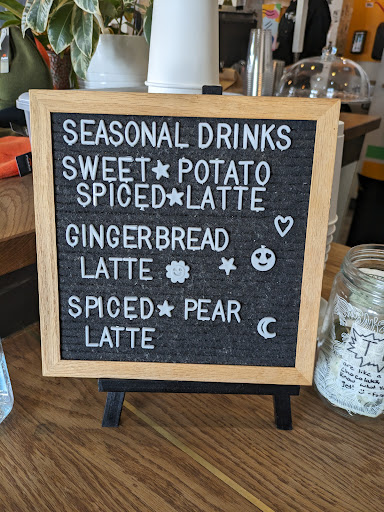 SEASONAL DRINKS
SWEET★ POTATO
SPICED★LATTE
GINGERBREAD
LATTE
SPICED★ PEAR
LATTE